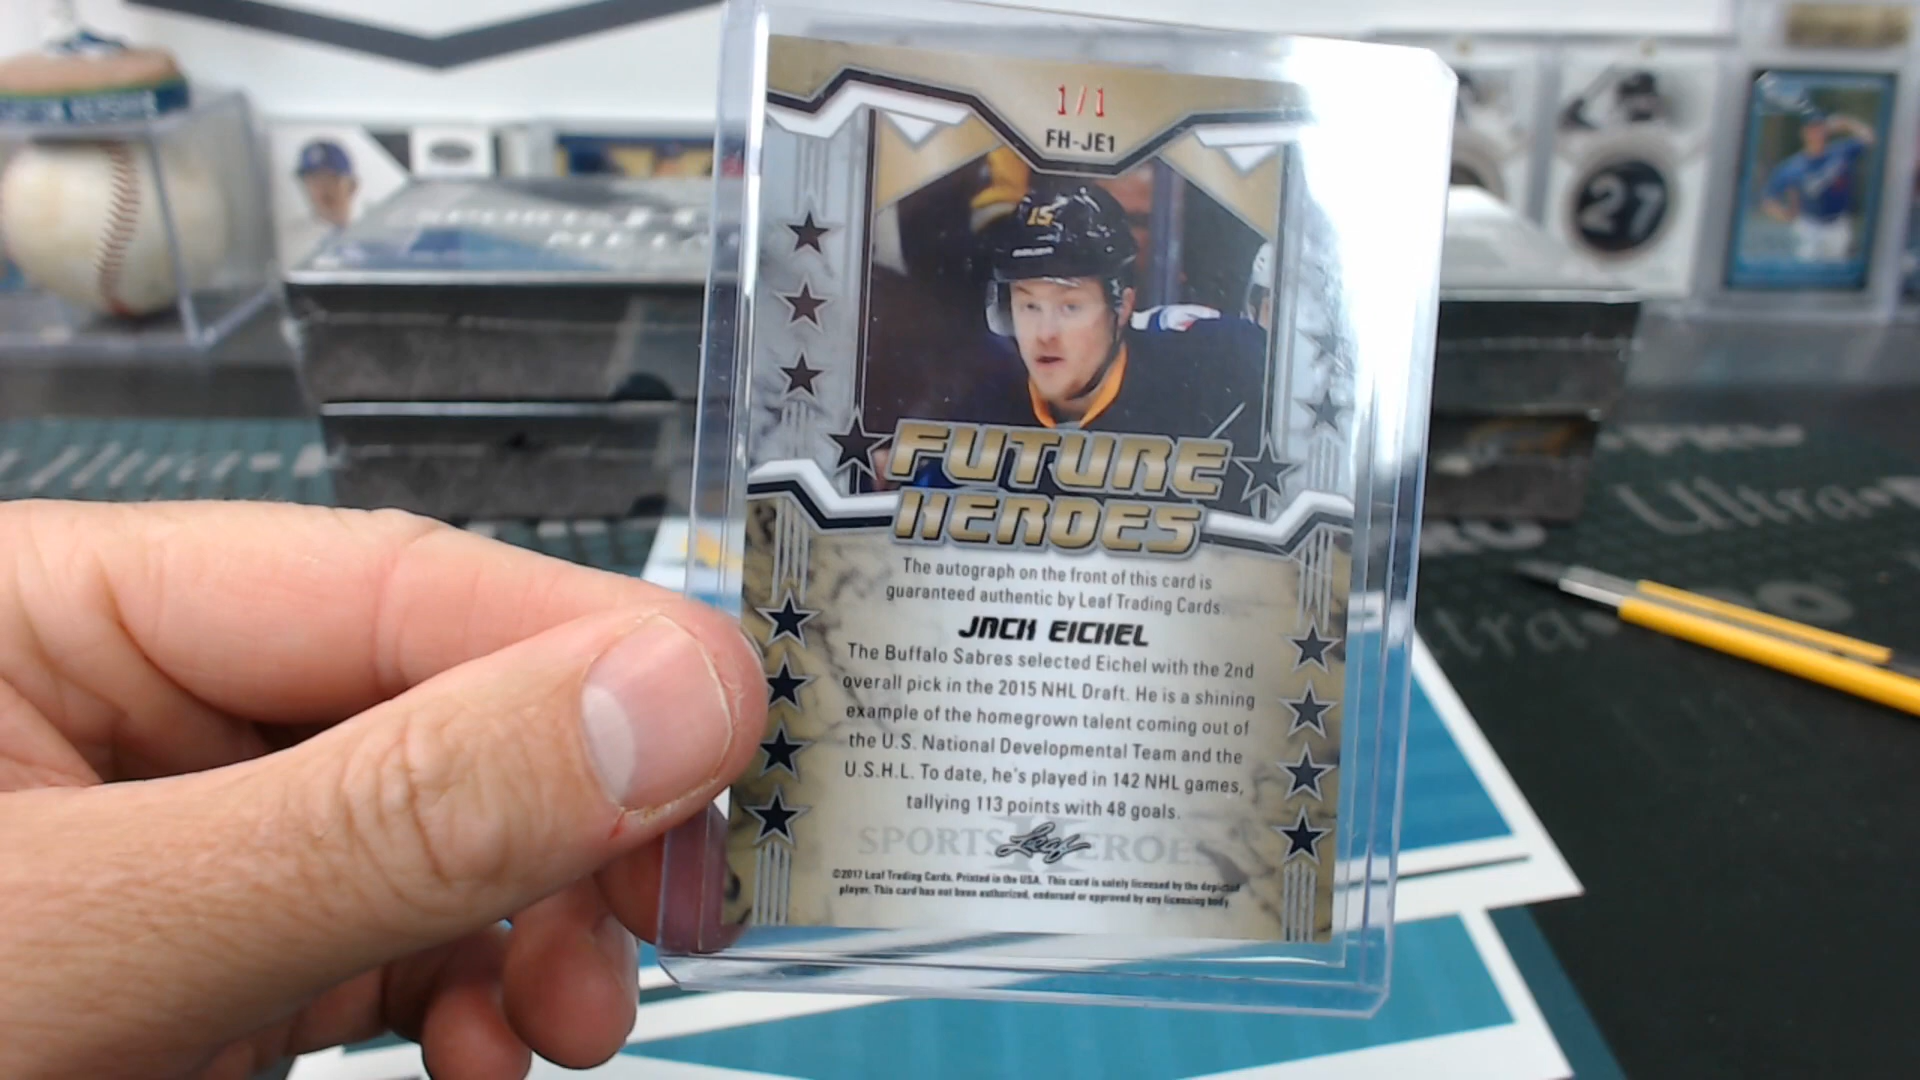 1/1
FH-JE1
15
27
FUTURE
HEROES
The autograph on the front of this card is
guaranteed authentic by Leaf Trading Cards.
JACK EICHEL
The Buffalo Sabres selected Eichel with the 2nd
overall pick in the 2015 NHL Draft. He is a shining
example of the homegrown talent coming out of
the U.S. National Developmental Team and the
U.S.H.L. To date, he's played in 142 NHL games,
tallying 113 points with 48 goals.
SPORTS HEROES
Leaf
©2017 Leaf Trading Cards. Printed in the USA. This card is solely licensed by the depicted
player. This card has not been authorized, endorsed or approved by any licensing body.
Ultra
Ultra